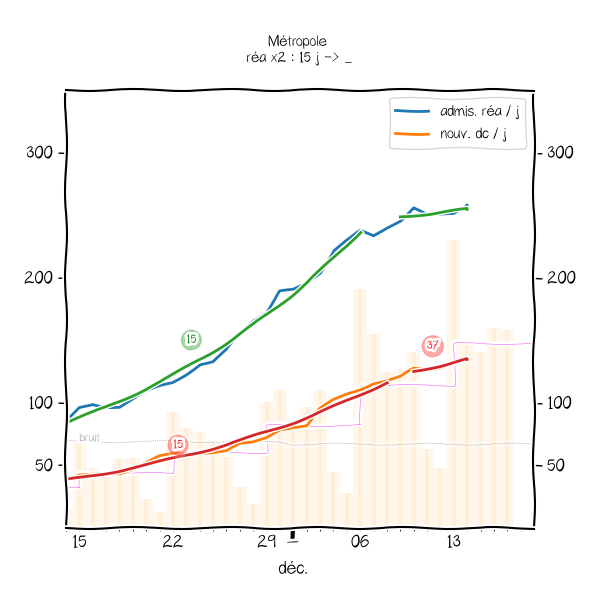 Métropole
réa x2 : 15 j -> _
admis. réa / j
nouv. dc / j
300
300
200
200
100
100
50
50
15
37
15
bruit
15
22
29
06
13
déc.